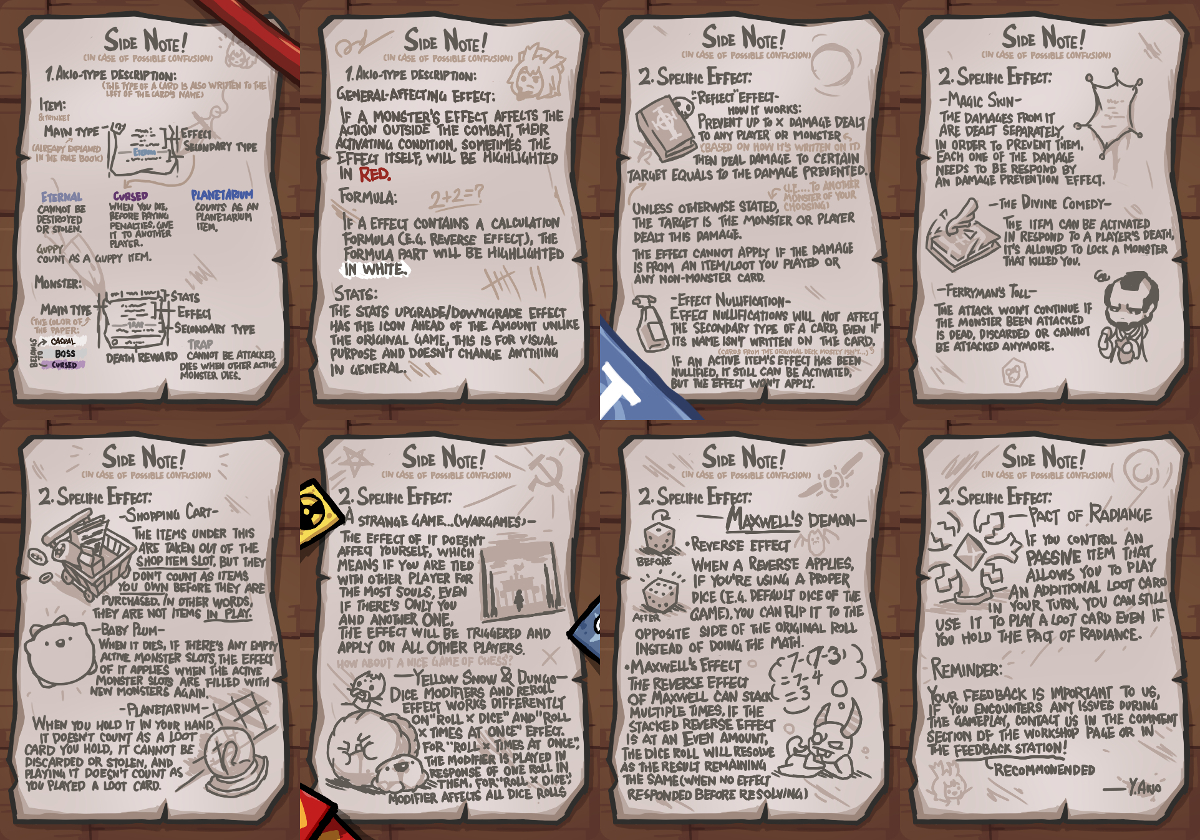 SIDE NOTE!
(IN CASE OF POSSIBLE CONFUSION)
1. AKIO-TYPE DESCRIPTION:
(THE TYPE OF A CARD IS ALSO WRITTEN TO THE
LEFT OF THE CARD'S NAME)
ITEM:
& TRINKET
MAIN TYPE
(ALREADY EXPLAINED
IN THE RULE BOOK)
ETERNAL
EFFECT
SECONDARY TYPE
ETERNAL
CANNOT BE
DESTROYED
OR STOLEN.
CURSED
WHEN YOU DIE,
BEFORE PAYING
PENALTIES, GIVE
IT TO ANOTHER
PLAYER.
PLANETARIUM
COUNTS AS AN
PLANETARIUM
ITEM.
GUPPY
COUNT AS A GUPPY ITEM.
MONSTER:
MAIN TYPE
(THE COLOR OF
THE PAPER:
BELONGS TO
CASUAL
BOSS
CURSED
STATS
EFFECT
SECONDARY TYPE
DEATH REWARD
TRAP
CANNOT BE ATTACKED,
DIES WHEN OTHER ACTIVE
MONSTER DIES.
SIDE NOTE!
(IN CASE OF POSSIBLE CONFUSION)
1. AKIO-TYPE DESCRIPTION:
GENERAL-AFFECTING EFFECT:
IF A MONSTER'S EFFECT AFFECTS THE
ACTION OUTSIDE THE COMBAT, THEIR
ACTIVATING CONDITION, SOMETIMES THE
EFFECT ITSELF, WILL BE HIGHLIGHTED
IN RED.
FORMULA:
2+2=?
IF A EFFECT CONTAINS A CALCULATION
FORMULA (E.G. REVERSE EFFECT), THE
FORMULA PART WILL BE HIGHLIGHTED
IN WHITE.
STATS:
THE STATS UPGRADE/DOWNGRADE EFFECT
HAS THE ICON AHEAD OF THE AMOUNT UNLIKE
THE ORIGINAL GAME, THIS IS FOR VISUAL
PURPOSE AND DOESN'T CHANGE ANYTHING
IN GENERAL.
SIDE NOTE!
(IN CASE OF POSSIBLE CONFUSION)
2. SPECIFIC EFFECT:
-"REFLECT" EFFECT-
HOW IT WORKS:
PREVENT UP TO X DAMAGE DEALT
TO ANY PLAYER OR MONSTER
(BASED ON HOW IT'S WRITTEN ON IT)
THEN DEAL DAMAGE TO CERTAIN
TARGET EQUALS TO THE DAMAGE PREVENTED.
(I.E....TO ANOTHER
MONSTER OF YOUR
CHOOSING)
UNLESS OTHERWISE STATED,
THE TARGET IS THE MONSTER OR PLAYER
DEALT THIS DAMAGE.
THE EFFECT CANNOT APPLY IF THE DAMAGE
IS FROM AN ITEM/LOOT YOU PLAYED OR
ANY NON-MONSTER CARD.
-EFFECT NULLIFICATION-
EFFECT NULLIFICATIONS WILL NOT AFFECT
THE SECONDARY TYPE OF A CARD, EVEN IF
ITS NAME ISN'T WRITTEN ON THE CARD.
(CARDS FROM THE ORIGINAL DECK MOSTLY ISN'T...)
IF AN ACTIVE ITEM'S EFFECT HAS BEEN
NULLIFIED, IT STILL CAN BE ACTIVATED,
BUT THE EFFECT WON'T APPLY.
SIDE NOTE!
(IN CASE OF POSSIBLE CONFUSION)
2. SPECIFIC EFFECT:
-MAGIC SKIN-
THE DAMAGES FROM IT
ARE DEALT SEPARATELY,
IN ORDER TO PREVENT THEM,
EACH ONE OF THE DAMAGE
NEEDS TO BE RESPOND BY
AN DAMAGE PREVENTION EFFECT.
-THE DIVINE COMEDY-
THE ITEM CAN BE ACTIVATED
IN RESPOND TO A PLAYER'S DEATH,
IT'S ALLOWED TO LOCK A MONSTER
THAT KILLED YOU.
-FERRYMAN'S TOLL-
THE ATTACK WON'T CONTINUE IF
THE MONSTER BEEN ATTACKED
IS DEAD, DISCARDED OR CANNOT
BE ATTACKED ANYMORE.
SIDE NOTE!
(IN CASE OF POSSIBLE CONFUSION)
2. SPECIFIC EFFECT:
-SHOPPING CART-
THE ITEMS UNDER THIS
ARE TAKEN OUT OF THE
SHOP ITEM SLOT, BUT THEY
DON'T COUNT AS ITEMS
YOU OWN BEFORE THEY ARE
PURCHASED. IN OTHER WORDS,
THEY ARE NOT ITEMS IN PLAY.
-BABY PLUM-
WHEN IT DIES, IF THERE'S ANY EMPTY
ACTIVE MONSTER SLOTS, THE EFFECT
OF IT APPLIES WHEN THE ACTIVE
MONSTER SLOTS ARE FILLED WITH
NEW MONSTERS AGAIN.
-PLANETARIUM-
WHEN YOU HOLD IT IN YOUR HAND,
IT DOESN'T COUNT AS A LOOT
CARD YOU HOLD, IT CANNOT BE
DISCARDED OR STOLEN, AND
PLAYING IT DOESN'T COUNT AS
YOU PLAYED A LOOT CARD.
SIDE NOTE!
(IN CASE OF POSSIBLE CONFUSION)
2. SPECIFIC EFFECT:
A STRANGE GAME...(WARGAMES)-
THE EFFECT OF IT DOESN'T
AFFECT YOURSELF, WHICH
MEANS IF YOU ARE TIED
WITH OTHER PLAYER FOR
THE MOST SOULS, EVEN
IF THERE'S ONLY YOU
AND ANOTHER ONE,
THE EFFECT WILL BE TRIGGERED AND
APPLY ON ALL OTHER PLAYERS.
HOW ABOUT A NICE GAME OF CHESS?
-YELLOW SNOW & DUNGO-
DICE MODIFIERS AND REROLL
EFFECT WORKS DIFFERENTLY
ON "ROLL X DICE" AND "ROLL
X TIMES AT ONCE" EFFECT.
FOR "ROLL X TIMES AT ONCE",
THE MODIFIER IS PLAYED IN
RESPONSE OF ONE ROLL IN
THEM. FOR "ROLL X DICE",
MODIFIER AFFECTS ALL DICE ROLLS
SIDE NOTE!
(IN CASE OF POSSIBLE CONFUSION)
2. SPECIFIC EFFECT:
-MAXWELL'S DEMON-
BEFORE
AFTER
•REVERSE EFFECT
WHEN A REVERSE APPLIES,
IF YOU'RE USING A PROPER
DICE (E.G. DEFAULT DICE OF THE
GAME), YOU CAN FLIP IT TO THE
OPPOSITE SIDE OF THE ORIGINAL ROLL
INSTEAD OF DOING THE MATH.
•MAXWELL'S EFFECT
THE REVERSE EFFECT
OF MAXWELL CAN STACK
MULTIPLE TIMES, IF THE
STACKED REVERSE EFFECT
IS AT AN EVEN AMOUNT,
THE DICE ROLL WILL RESOLVE
AS THE RESULT REMAINING
THE SAME (WHEN NO EFFECT
RESPONDED BEFORE RESOLVING)
7-(7-3)
=7-4
=3
SIDE NOTE!
(IN CASE OF POSSIBLE CONFUSION)
2. SPECIFIC EFFECT:
-PACT OF RADIANCE
IF YOU CONTROL AN
PASSIVE ITEM THAT
ALLOWS YOU TO PLAY
AN ADDITIONAL LOOT CARD
IN YOUR TURN, YOU CAN STILL
USE IT TO PLAY A LOOT CARD EVEN IF
YOU HOLD THE PACT OF RADIANCE.
REMINDER:
YOUR FEEDBACK IS IMPORTANT TO US,
IF YOU ENCOUNTERS ANY ISSUES DURING
THE GAMEPLAY, CONTACT US IN THE COMMENT
SECTION OF THE WORKSHOP PAGE OR IN
THE FEEDBACK STATION!
RECOMMONENDED
—Y.AKIO